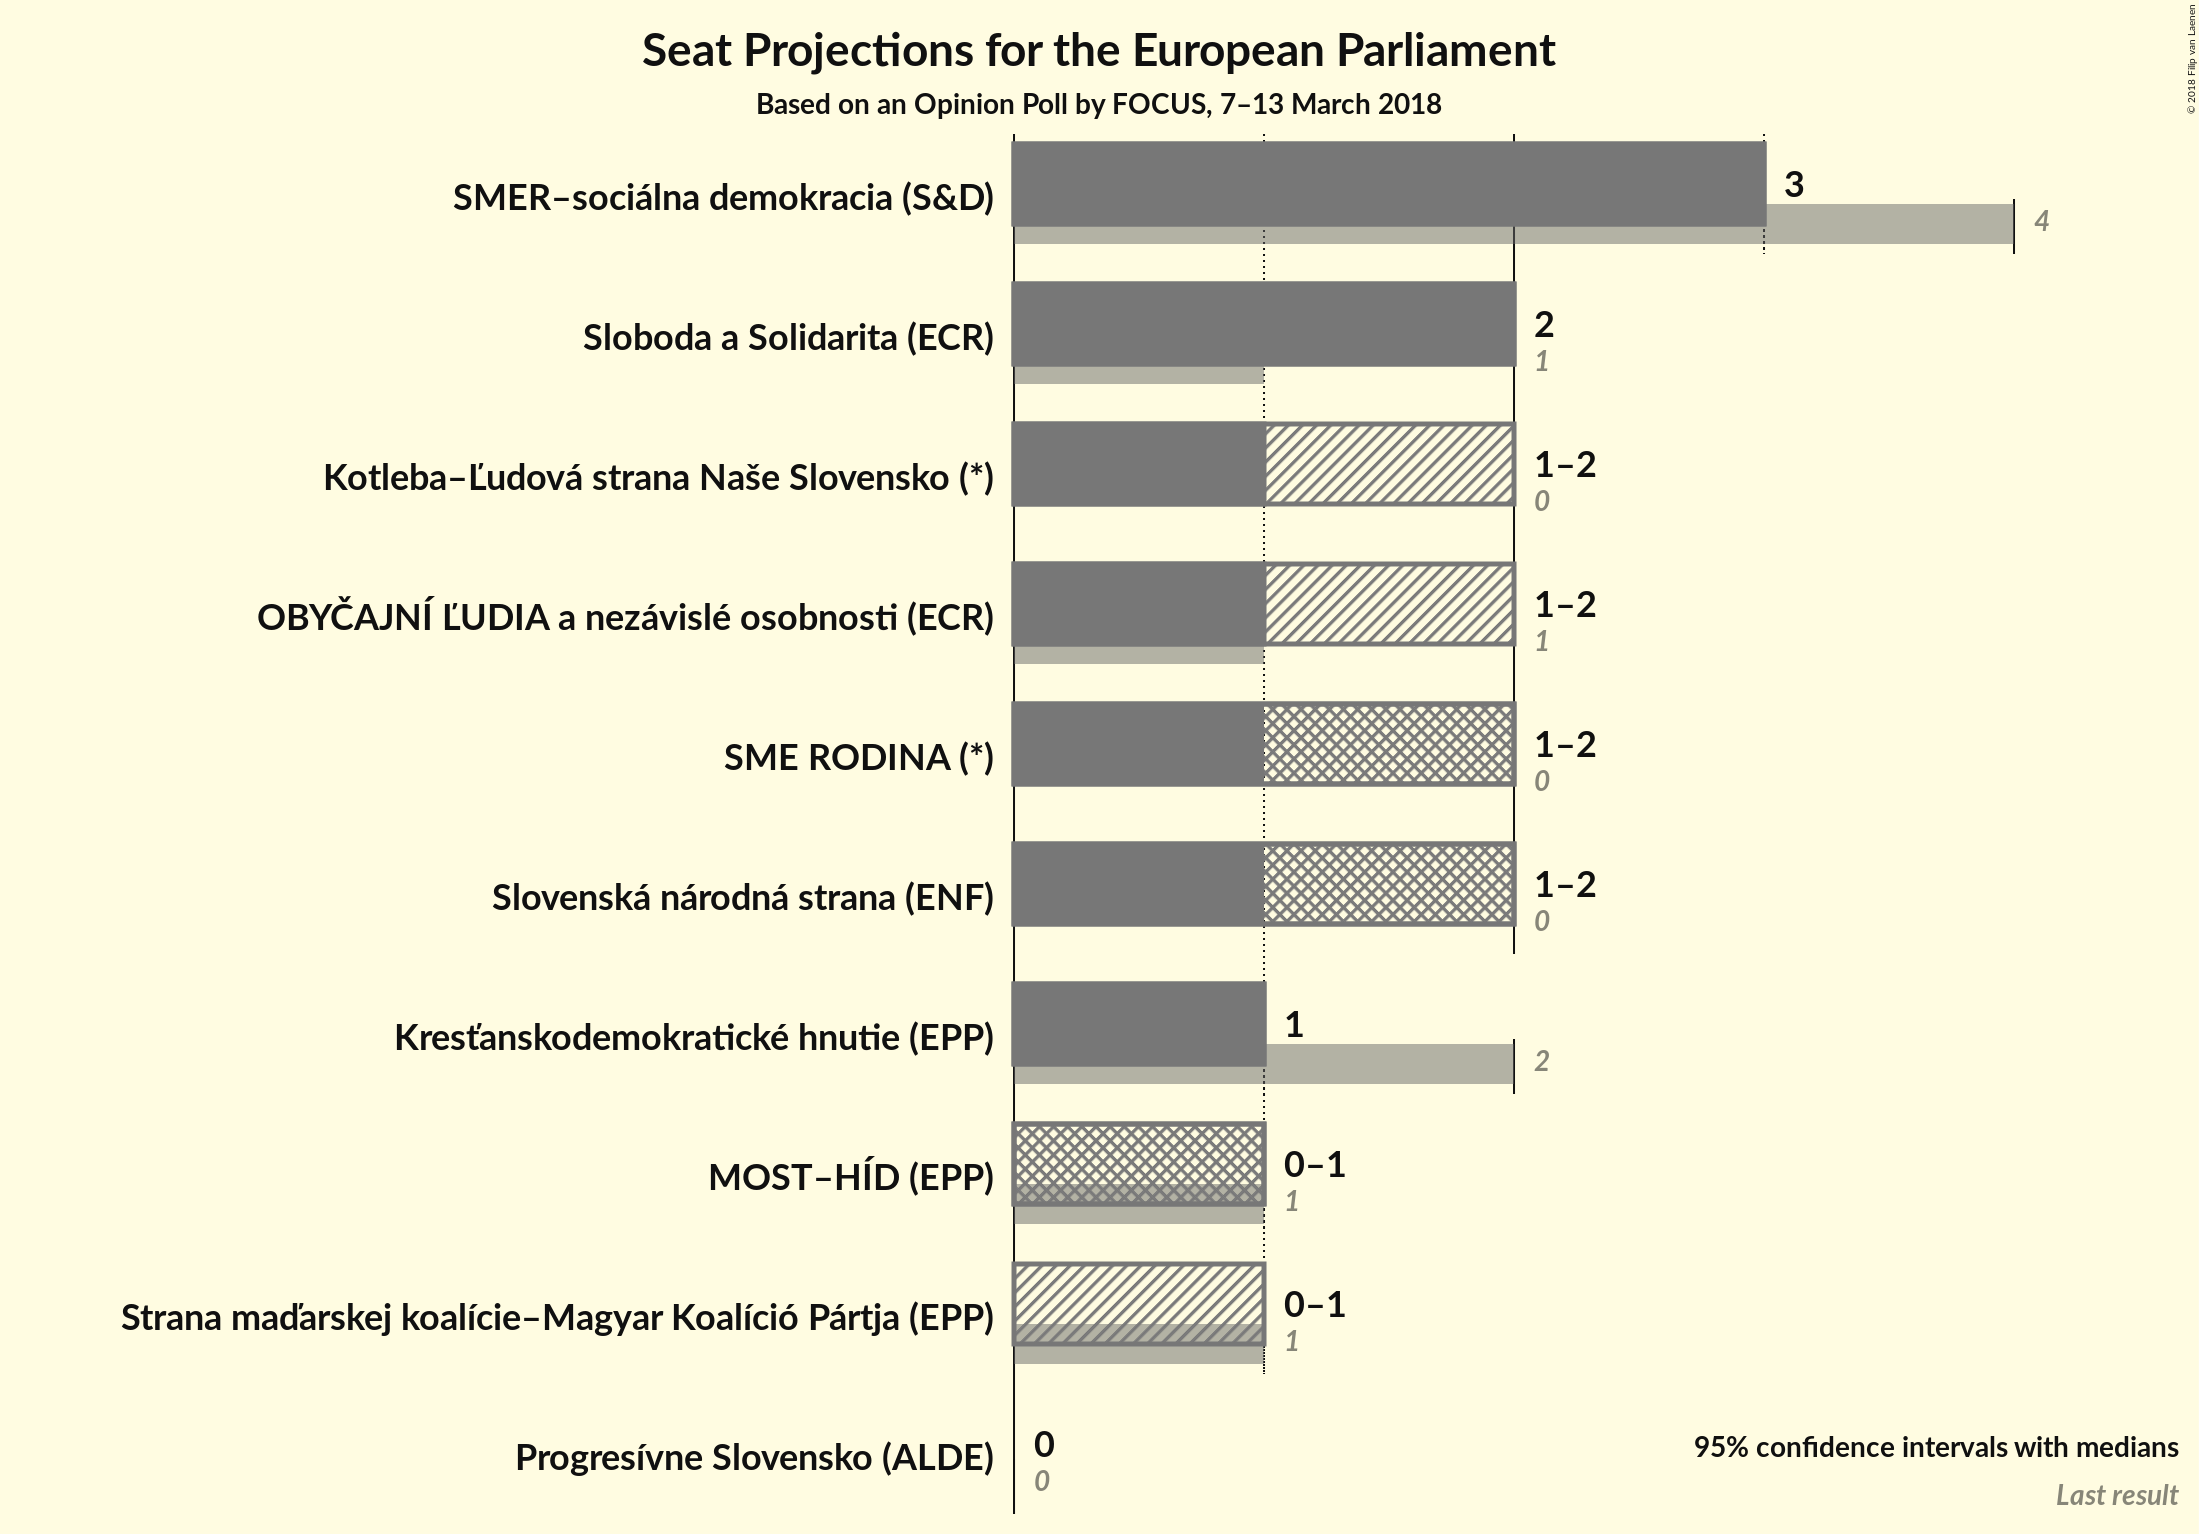 Seat Projections for the European Parliament
Based on an Opinion Poll by FOCUS, 7–13 March 2018
© 2018 Filip van Laenen
SMER–sociálna demokracia (S&D)
3
4
Sloboda a Solidarita (ECR)
2
1
Kotleba–Ľudová strana Naše Slovensko (*)
1–2
0
OBYČAJNÍ ĽUDIA a nezávislé osobnosti (ECR)
1–2
1
SME RODINA (*)
1–2
0
Slovenská národná strana (ENF)
1–2
0
Kresťanskodemokratické hnutie (EPP)
1
2
MOST–HÍD (EPP)
0–1
1
Strana maďarskej koalície–Magyar Koalíció Pártja (EPP)
0–1
1
Progresívne Slovensko (ALDE)
0
0
95% confidence intervals with medians
Last result